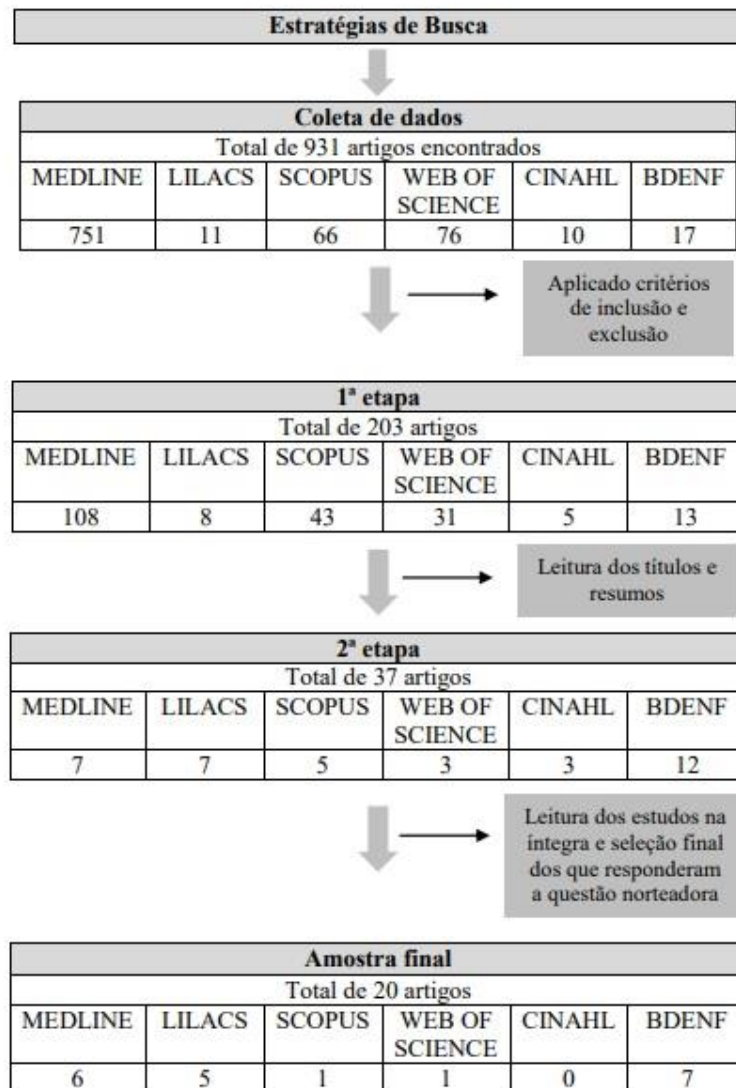 Estratégias de Busca
Coleta de dados
Total de 931 artigos encontrados
MEDLINE LILACS SCOPUS WEB OF SCIENCE CINAHL BDENF
751 11 66 76 10 17
Aplicado critérios
de inclusão e
exclusão
1ª etapa
Total de 203 artigos
MEDLINE LILACS SCOPUS WEB OF SCIENCE CINAHL BDENF
108 8 43 31 5 13
Leitura dos títulos e
resumos
2ª etapa
Total de 37 artigos
MEDLINE LILACS SCOPUS WEB OF SCIENCE CINAHL BDENF
7 7 5 3 3 12
Leitura dos estudos na
íntegra e seleção final
dos que responderam
a questão norteadora
Amostra final
Total de 20 artigos
MEDLINE LILACS SCOPUS WEB OF SCIENCE CINAHL BDENF
6 5 1 1 0 7